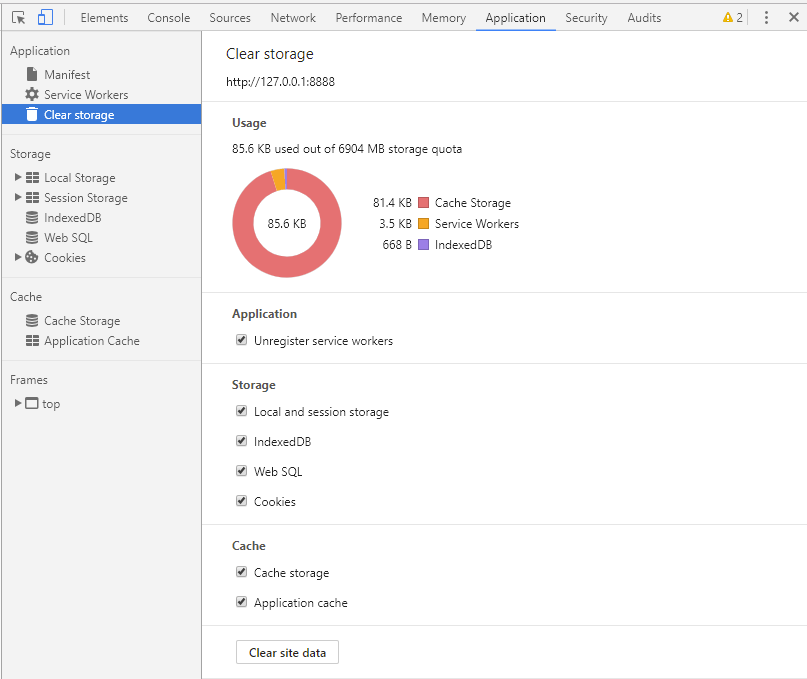 Elements Console Sources Network Performance Memory Application Security Audits 2
Application
Manifest
Service Workers
Clear storage
Storage
Local Storage
Session Storage
IndexedDB
Web SQL
Cookies
Cache
Cache Storage
Application Cache
Frames
top
Clear storage
http://127.0.0.1:8888
Usage
85.6 KB used out of 6904 MB storage quota
85.6 KB
81.4 KB Cache Storage
3.5 KB Service Workers
668 B IndexedDB
Application
Unregister service workers
Storage
Local and session storage
IndexedDB
Web SQL
Cookies
Cache
Cache storage
Application cache
Clear site data